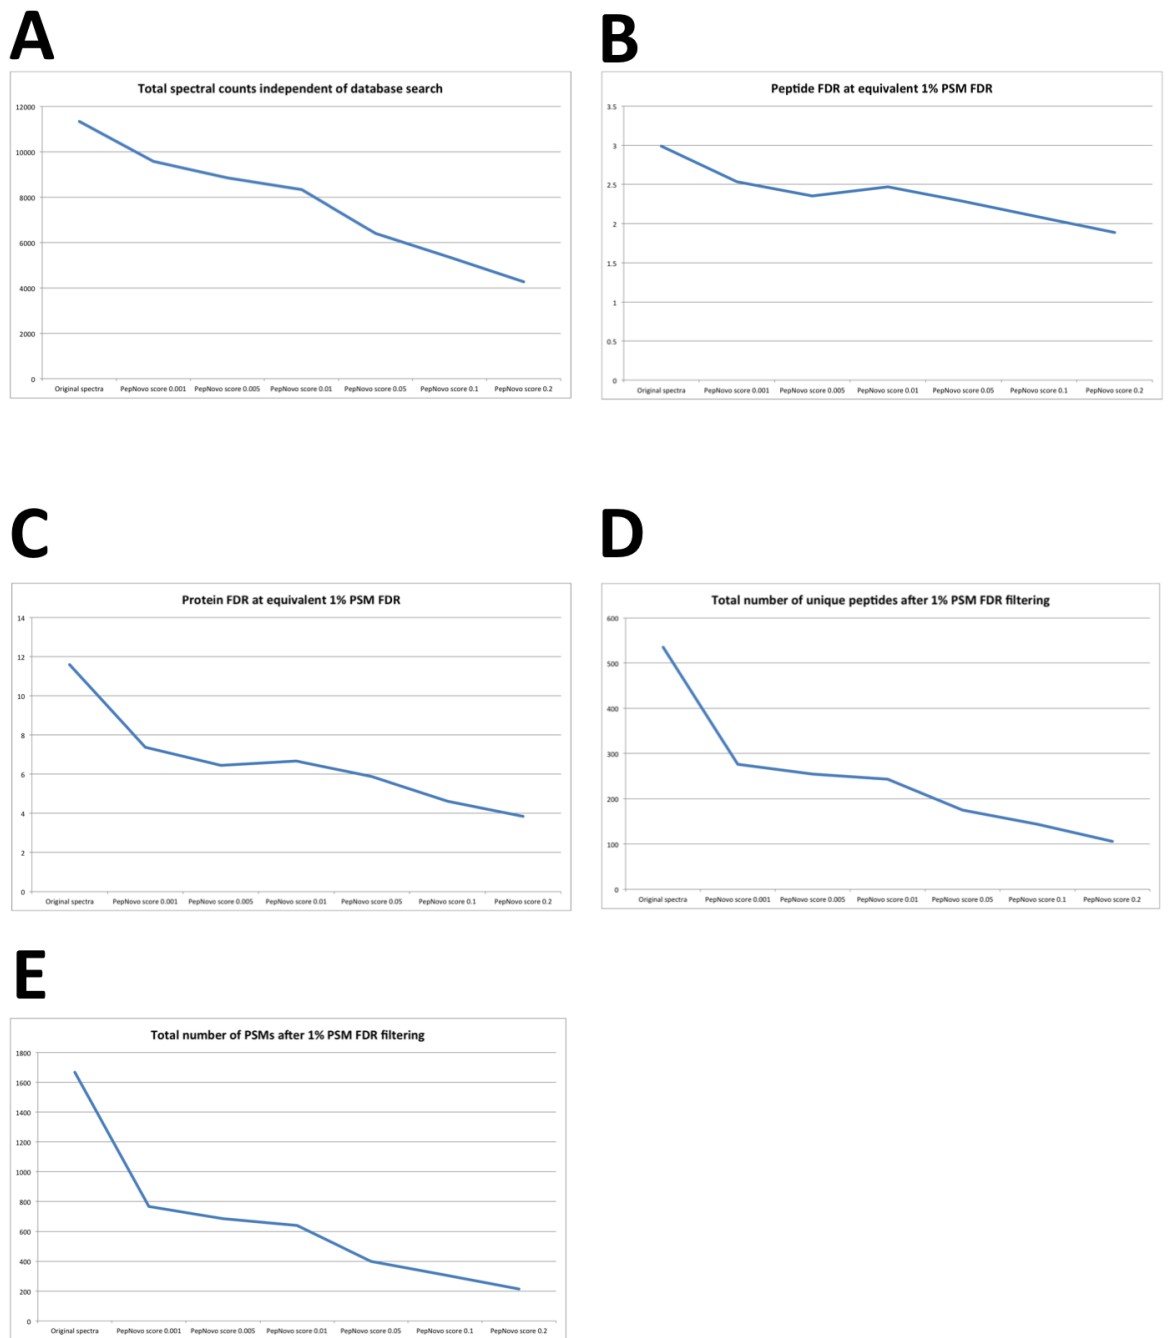 A
B
Total spectral counts independent of database search
12000
10000
8000
6000
4000
2000
0
Original spectra PepNovo score 0.001 PepNovo score 0.005 PepNovo score 0.01 PepNovo score 0.05 PepNovo score 0.1 PepNovo score 0.2
Peptide FDR at equivalent 1% PSM FDR
3.5
3
2.5
2
1.5
1
0.5
0
Original spectra PepNovo score 0.001 PepNovo score 0.005 PepNovo score 0.01 PepNovo score 0.05 PepNovo score 0.1 PepNovo score 0.2
C
D
Protein FDR at equivalent 1% PSM FDR
14
12
10
8
6
4
2
0
Original spectra PepNovo score 0.001 PepNovo score 0.005 PepNovo score 0.01 PepNovo score 0.05 PepNovo score 0.1 PepNovo score 0.2
Total number of unique peptides after 1% PSM FDR filtering
600
500
400
300
200
100
0
Original spectra PepNovo score 0.001 PepNovo score 0.005 PepNovo score 0.01 PepNovo score 0.05 PepNovo score 0.1 PepNovo score 0.2
E
Total number of PSMs after 1% PSM FDR filtering
1800
1600
1400
1200
1000
800
600
400
200
0
Original spectra PepNovo score 0.001 PepNovo score 0.005 PepNovo score 0.01 PepNovo score 0.05 PepNovo score 0.1 PepNovo score 0.2